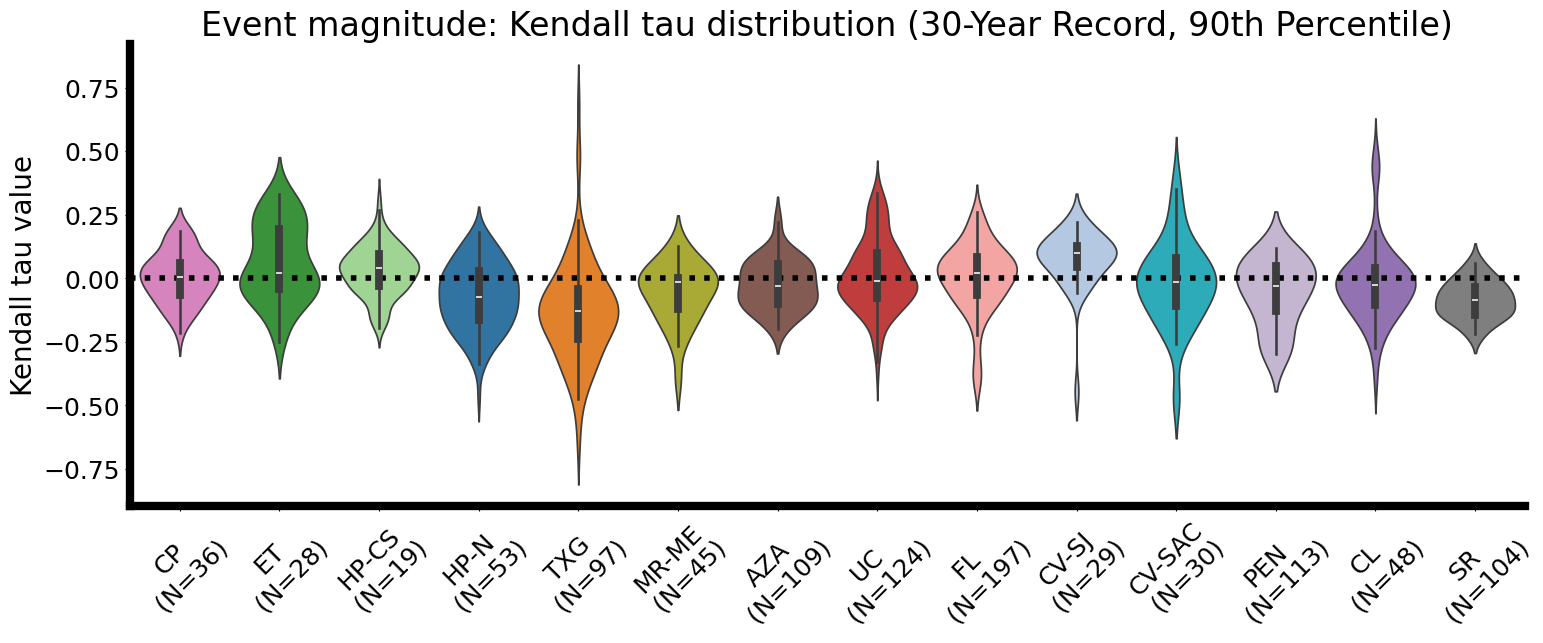 Event magnitude: Kendall tau distribution (30-Year Record, 90th Percentile)
Kendall tau value
0.75
0.50
0.25
0.00
−0.25
−0.50
−0.75
CP
(N=36)
ET
(N=28)
HP-CS
(N=19)
HP-N
(N=53)
TXG
(N=97)
MR-ME
(N=45)
AZA
(N=109)
UC
(N=124)
FL
(N=197)
CV-SJ
(N=29)
CV-SAC
(N=30)
PEN
(N=113)
CL
(N=48)
SR
(N=104)